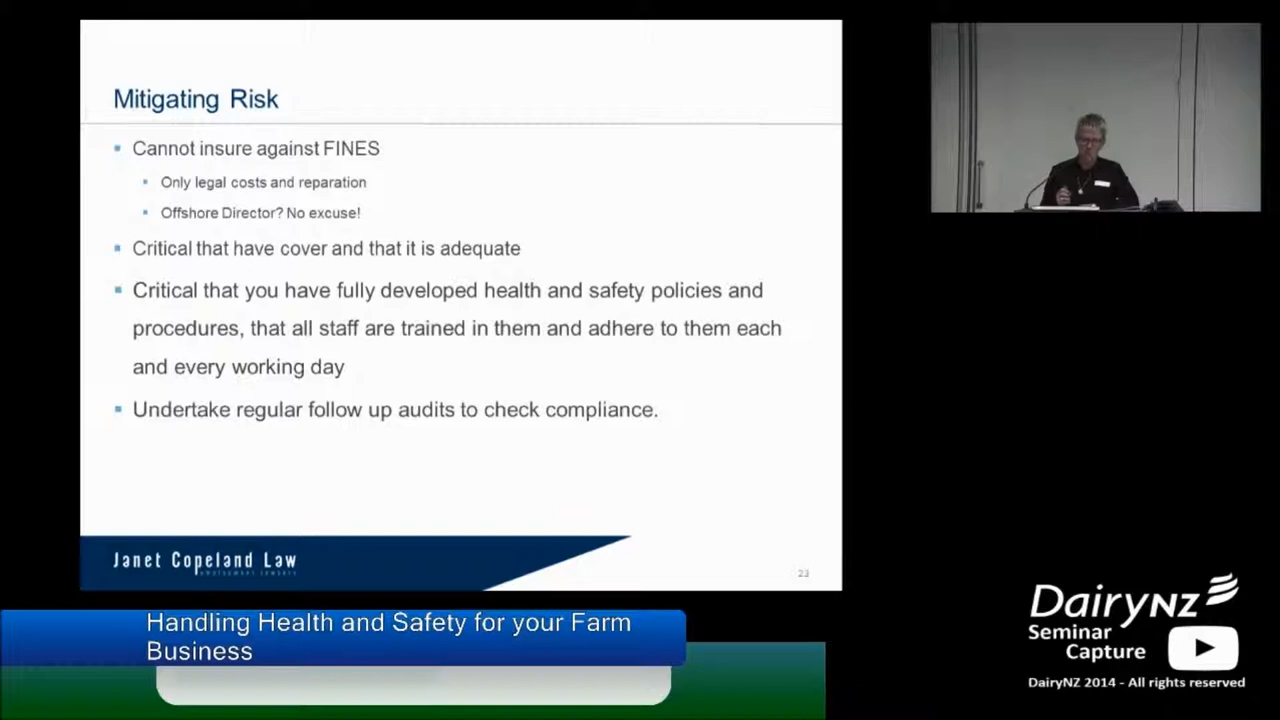 Mitigating Risk
Cannot insure against FINES
Only legal costs and reparation
Offshore Director? No excuse!
Critical that have cover and that it is adequate
Critical that you have fully developed health and safety policies and
procedures, that all staff are trained in them and adhere to them each
and every working day
Undertake regular follow up audits to check compliance.
Janet Copeland Law
23
Handling Health and Safety for your Farm
Business
DairyNZ
Seminar
Capture
DairyNZ 2014 - All rights reserved